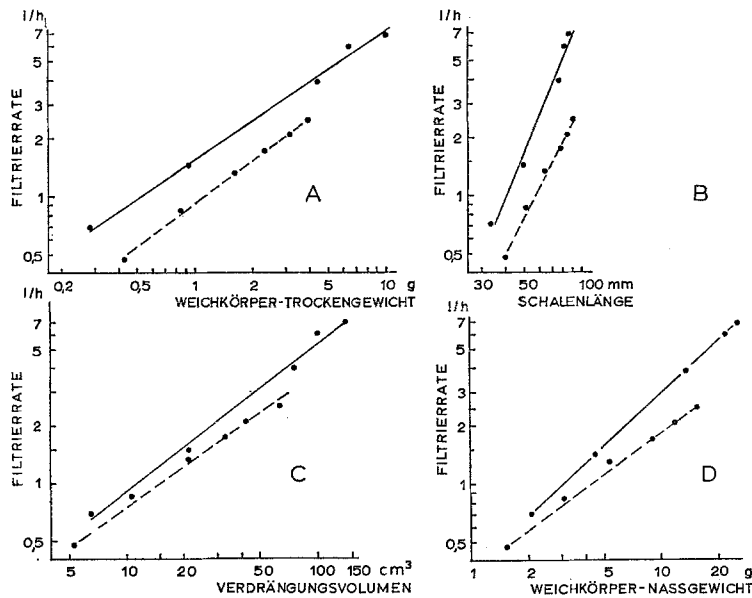 l/h
7
5
3
2
1
0,5
FILTRIERRATE
A
0,2 0,5 1 2 5 10 g
WEICHKÖRPER-TROCKENGEWICHT
l/h
7
5
3
2
1
0,5
FILTRIERRATE
B
30 50 100 mm
SCHALENLÄNGE
l/h
7
5
2
1
0,5
FILTRIERRATE
C
5 10 20 50 100 150 cm³
VERDRÄNGUNGSVOLUMEN
l/h
7
5
3
2
1
0,5
FILTRIERRATE
D
1 2 5 10 20 g
WEICHKÖRPER-NASSGEWICHT